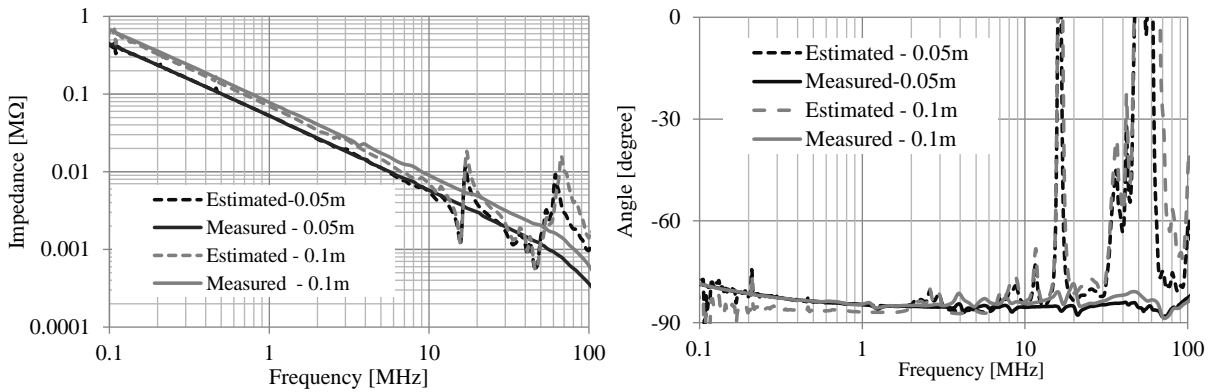 1
0.1
0.01
0.001
0.0001
Impedance [MΩ]
Estimated-0.05m
Measured - 0.05m
Estimated - 0.1m
Measured - 0.1m
0.1
1
10
100
Frequency [MHz]
0
-30
-60
-90
Angle [degree]
Estimated - 0.05m
Measured-0.05m
Estimated - 0.1m
Measured - 0.1m
0.1
1
10
100
Frequency [MHz]